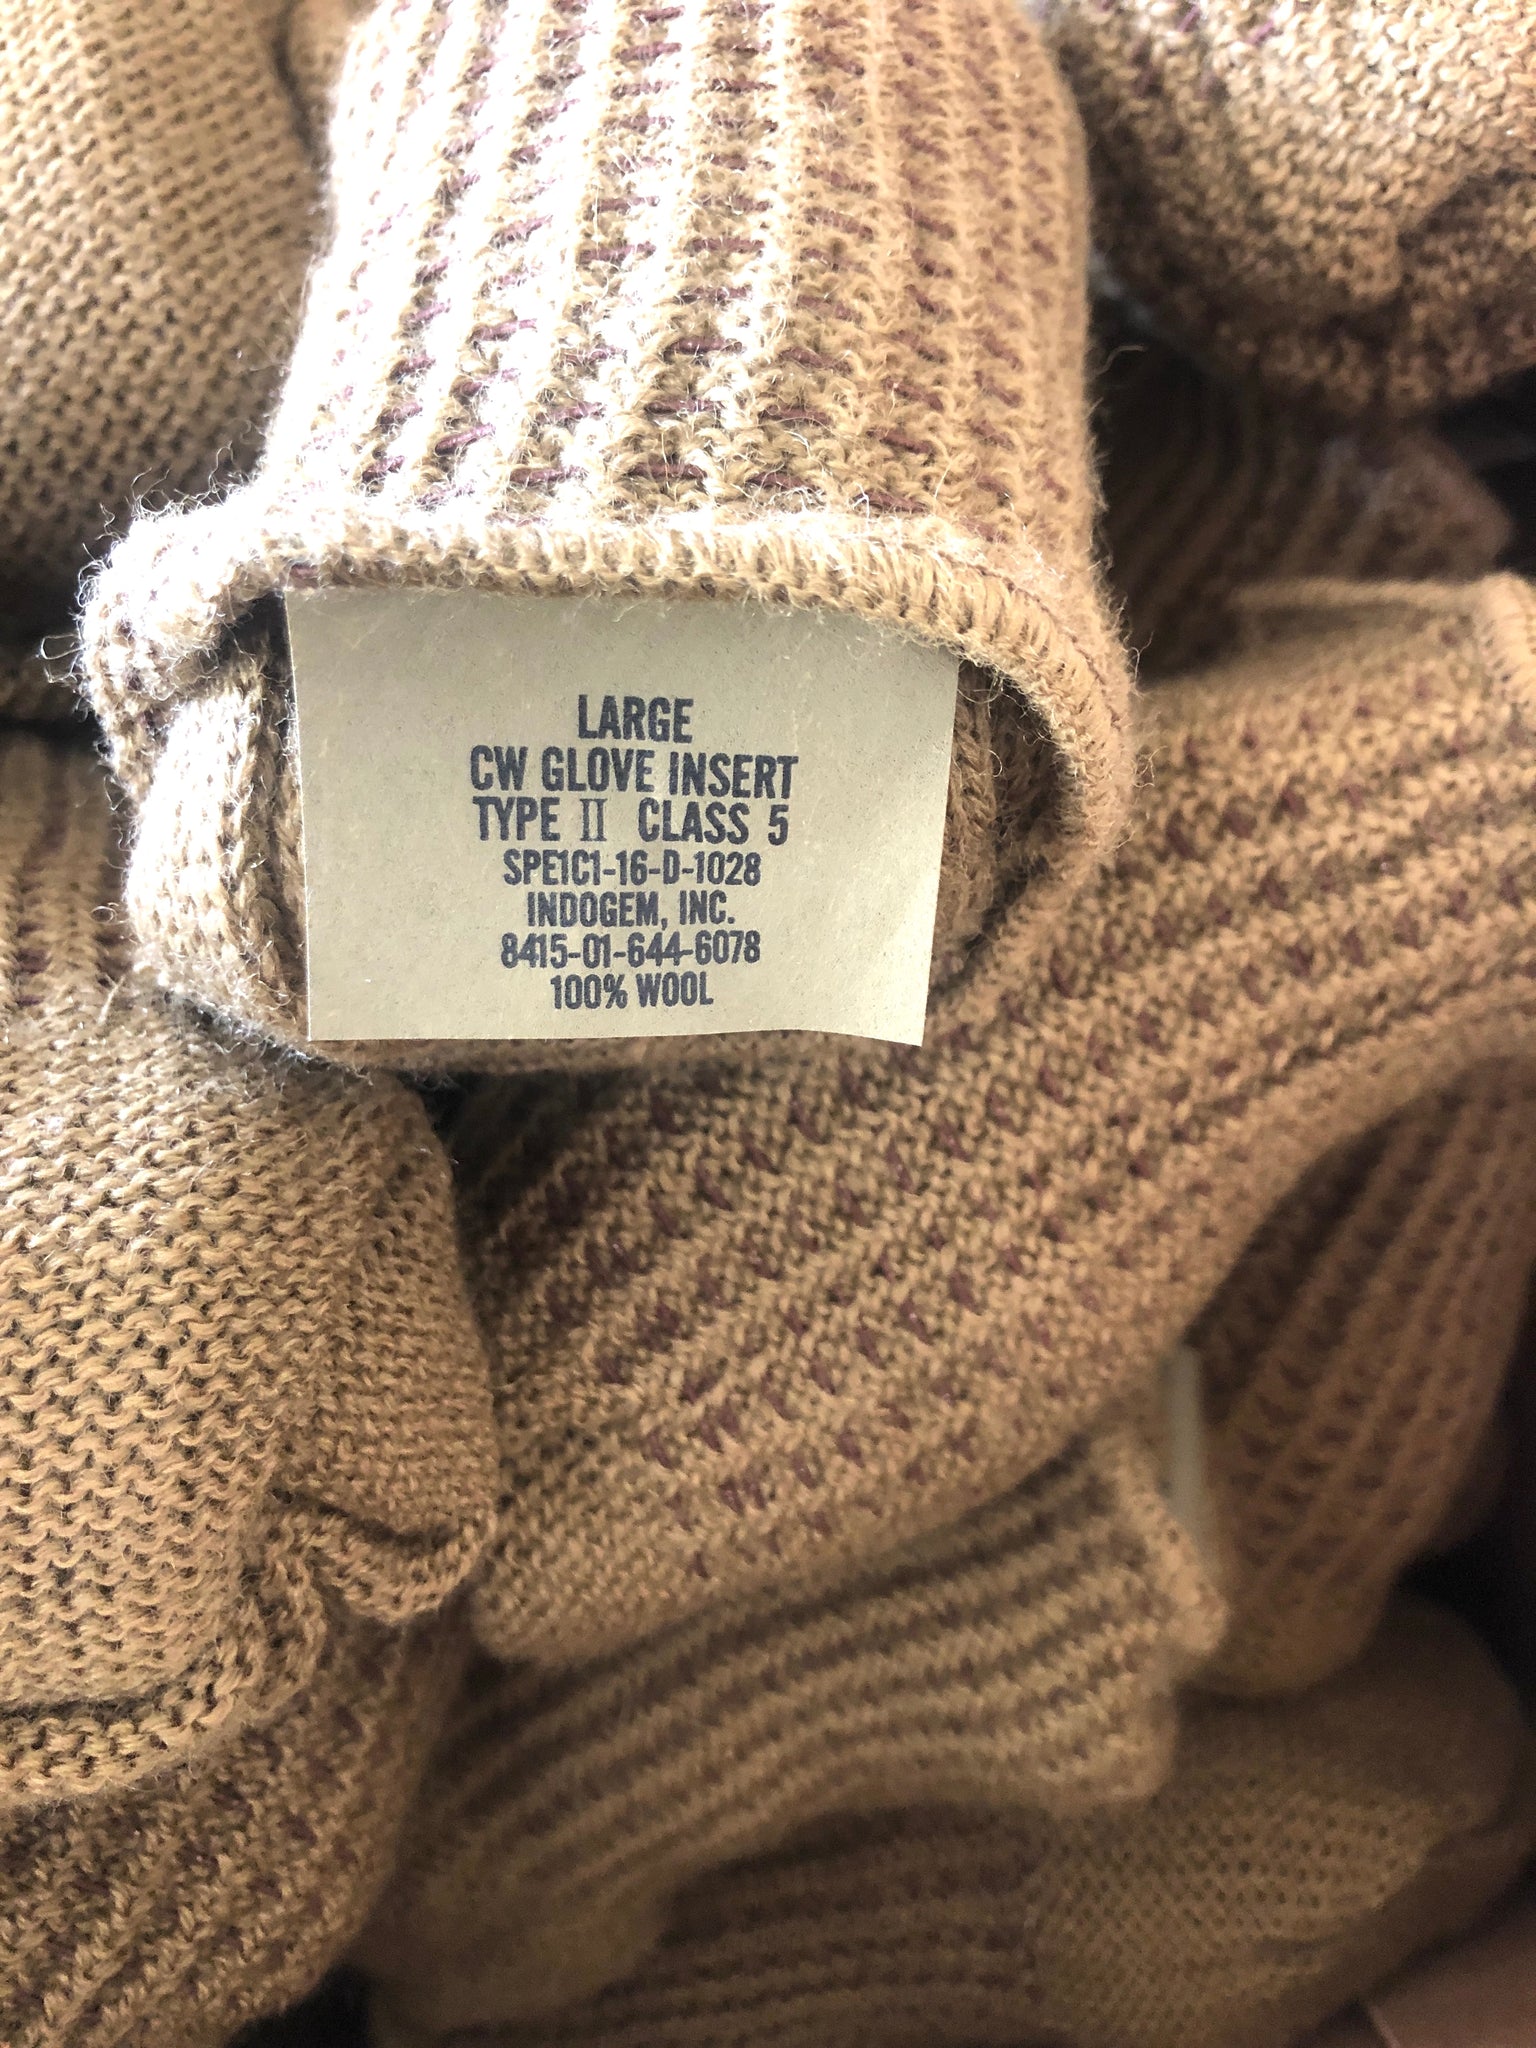 LARGE
CW GLOVE INSERT
TYPE II CLASS 5
SPE1C1-16-D-1028
INDOGEM, INC.
8415-01-644-6078
100% WOOL